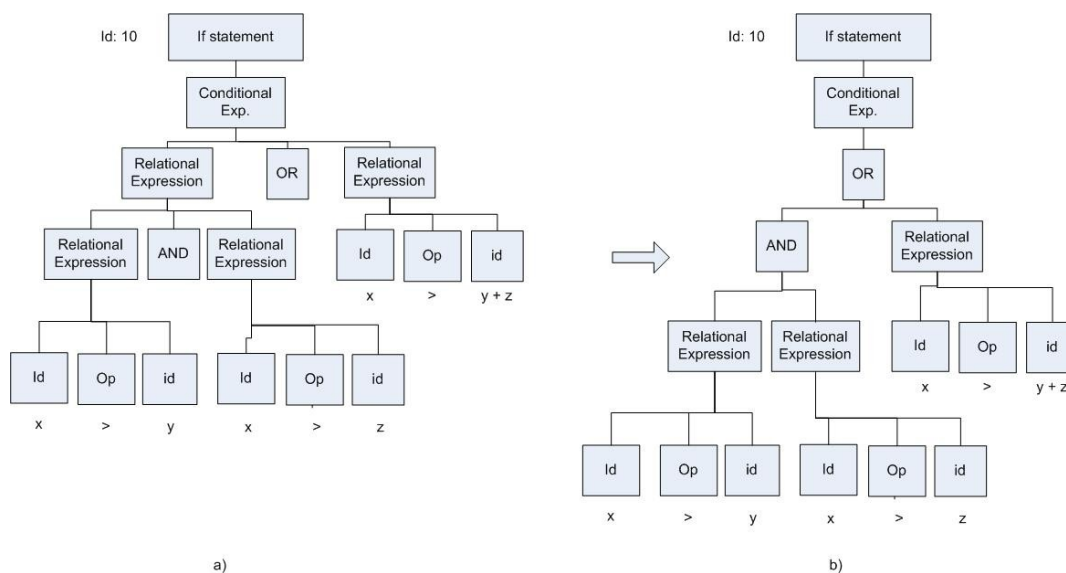 Id: 10
If statement
Conditional
Exp.
Relational
Expression
OR
Relational
Expression
Relational
Expression
AND
Relational
Expression
Id
Op
id
x
>
y + z
Id
Op
id
Id
Op
id
x
>
y
x
>
z
a)
Id: 10
If statement
Conditional
Exp.
OR
AND
Relational
Expression
Relational
Expression
Relational
Expression
Id
Op
id
x
>
y + z
Id
Op
id
Id
Op
id
x
>
y
x
>
z
b)